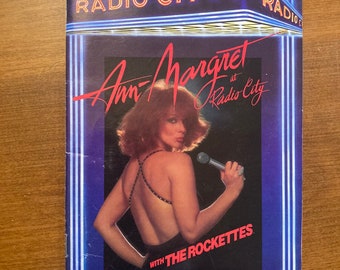 RADIO CITY
RADIO
Ann-Margret
at
Radio City
WITH THE ROCKETTES